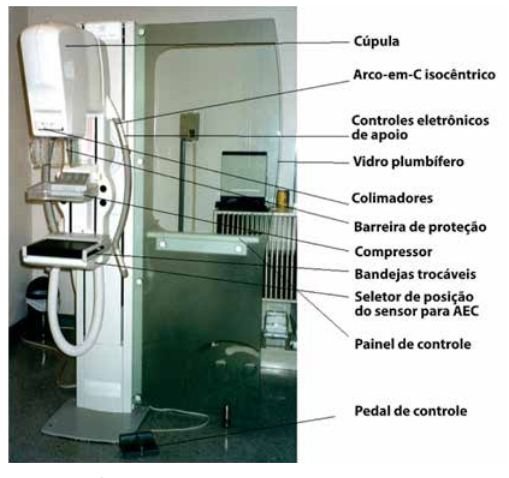 Cúpula
Arco-em-C isocêntrico
Controles eletrônicos
de apoio
Vidro plumbífero
Colimadores
Barreira de proteção
Compressor
Bandejas trocáveis
Seletor de posição
do sensor para AEC
Painel de controle
Pedal de controle